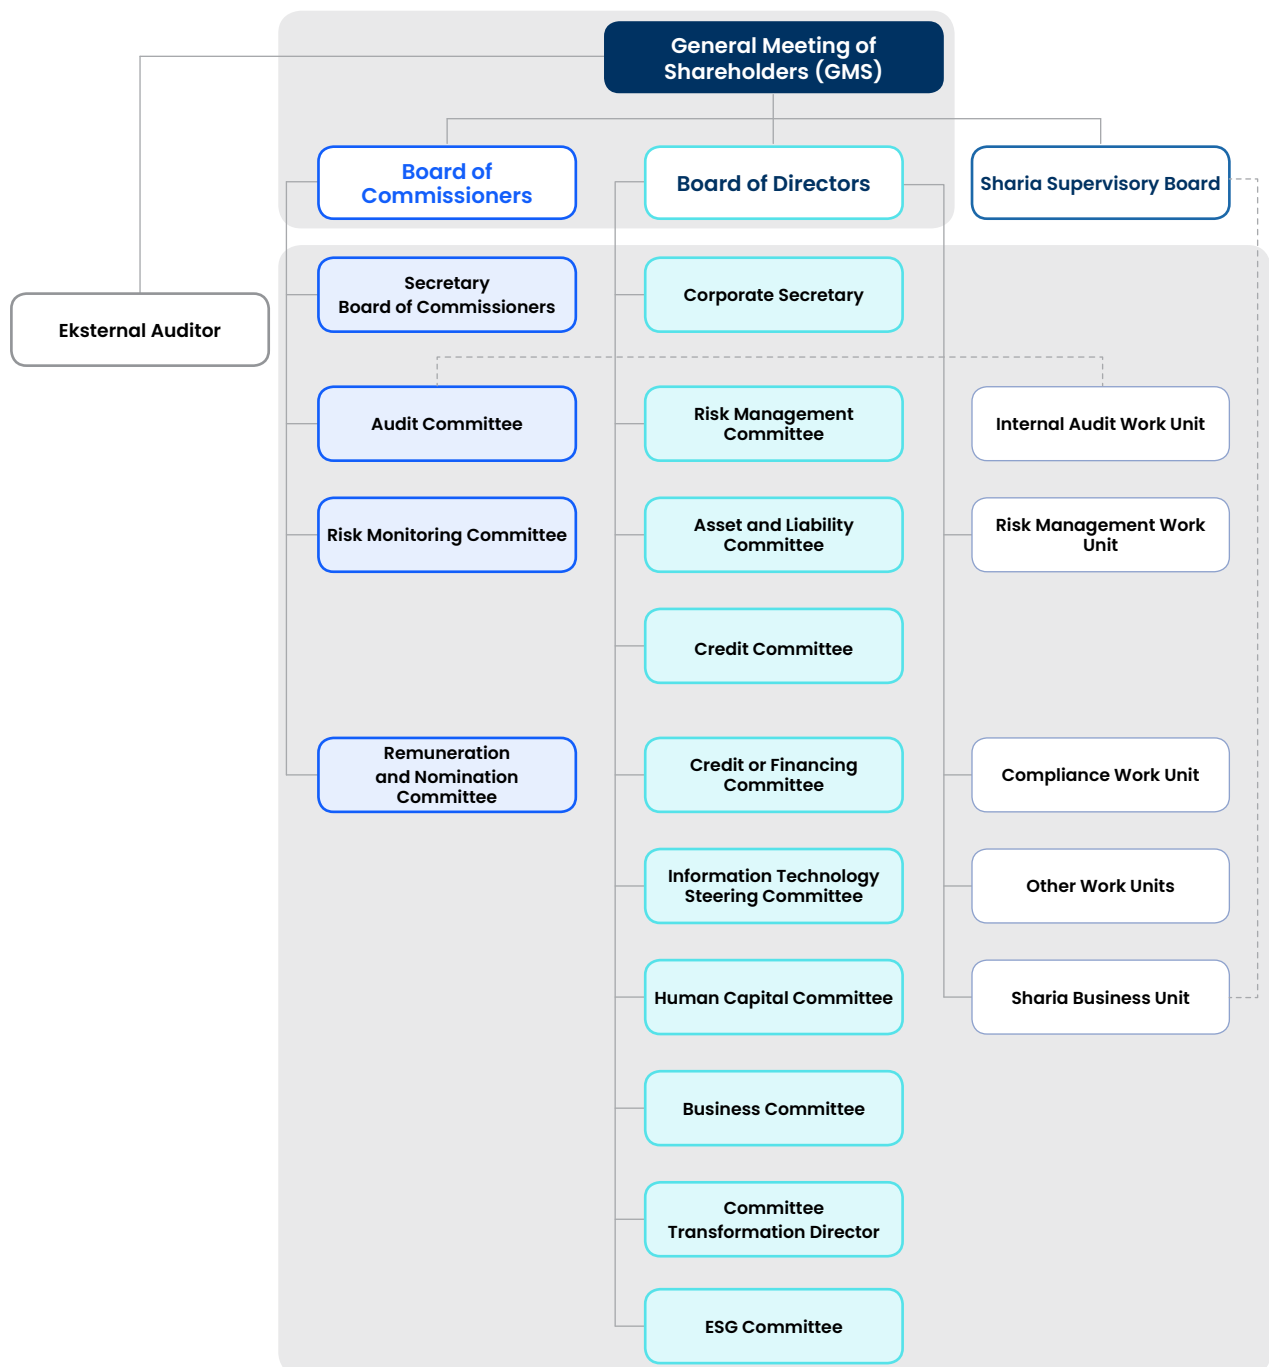 General Meeting of
Shareholders (GMS)
Board of
Commissioners
Board of Directors
Sharia Supervisory Board
Secretary
Board of Commissioners
Corporate Secretary
Eksternal Auditor
Audit Committee
Risk Management
Committee
Internal Audit Work Unit
Risk Monitoring Committee
Asset and Liability
Committee
Risk Management Work
Unit
Credit Committee
Remuneration
and Nomination
Committee
Credit or Financing
Committee
Compliance Work Unit
Information Technology
Steering Committee
Other Work Units
Human Capital Committee
Sharia Business Unit
Business Committee
Committee
Transformation Director
ESG Committee